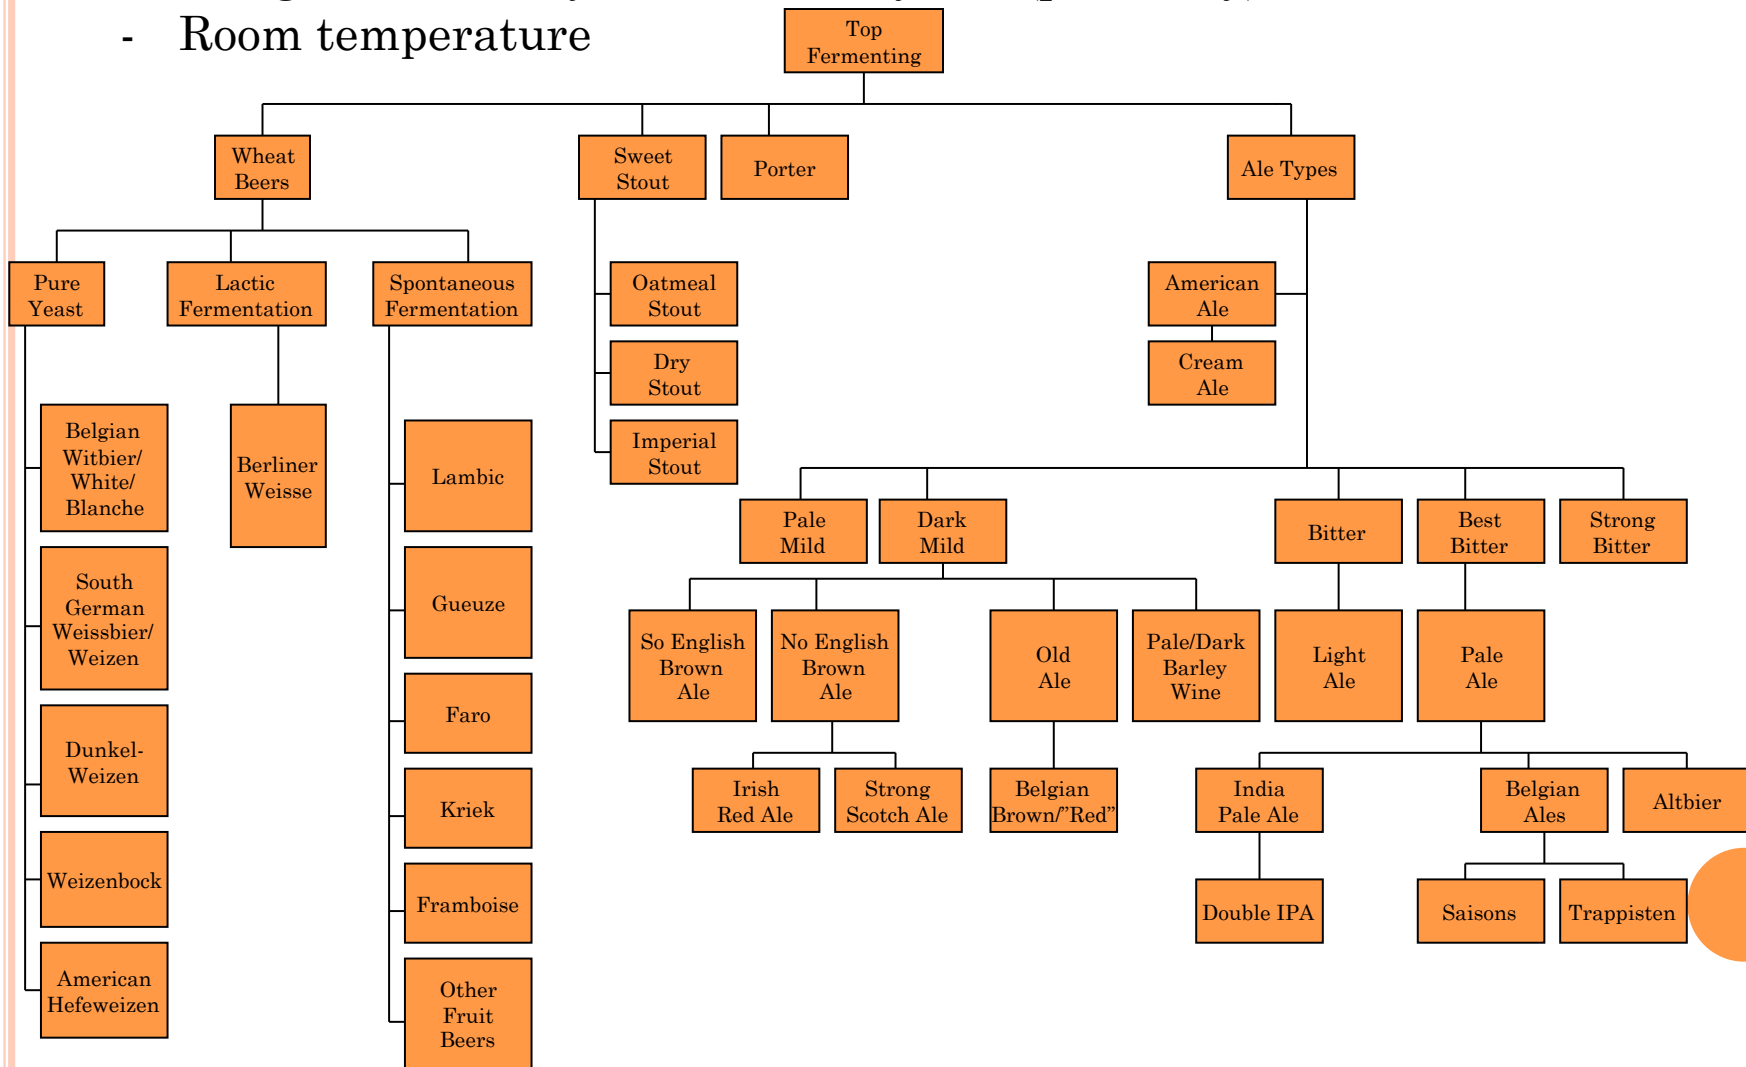 - Room temperature
Top
Fermenting
Wheat
Beers
Sweet
Stout
Porter
Ale Types
Pure
Yeast
Lactic
Fermentation
Spontaneous
Fermentation
Oatmeal
Stout
American
Ale
Dry
Stout
Cream
Ale
Imperial
Stout
Belgian
Witbier/
White/
Blanche
Berliner
Weisse
Lambic
Pale
Mild
Dark
Mild
Bitter
Best
Bitter
Strong
Bitter
South
German
Weissbier/
Weizen
Gueuze
So English
Brown
Ale
No English
Brown
Ale
Old
Ale
Pale/Dark
Barley
Wine
Light
Ale
Pale
Ale
Dunkel-
Weizen
Faro
Kriek
Irish
Red Ale
Strong
Scotch Ale
Belgian
Brown/”Red”
India
Pale Ale
Belgian
Ales
Altbier
Weizenbock
Framboise
Double IPA
Saisons
Trappisten
American
Hefeweizen
Other
Fruit
Beers